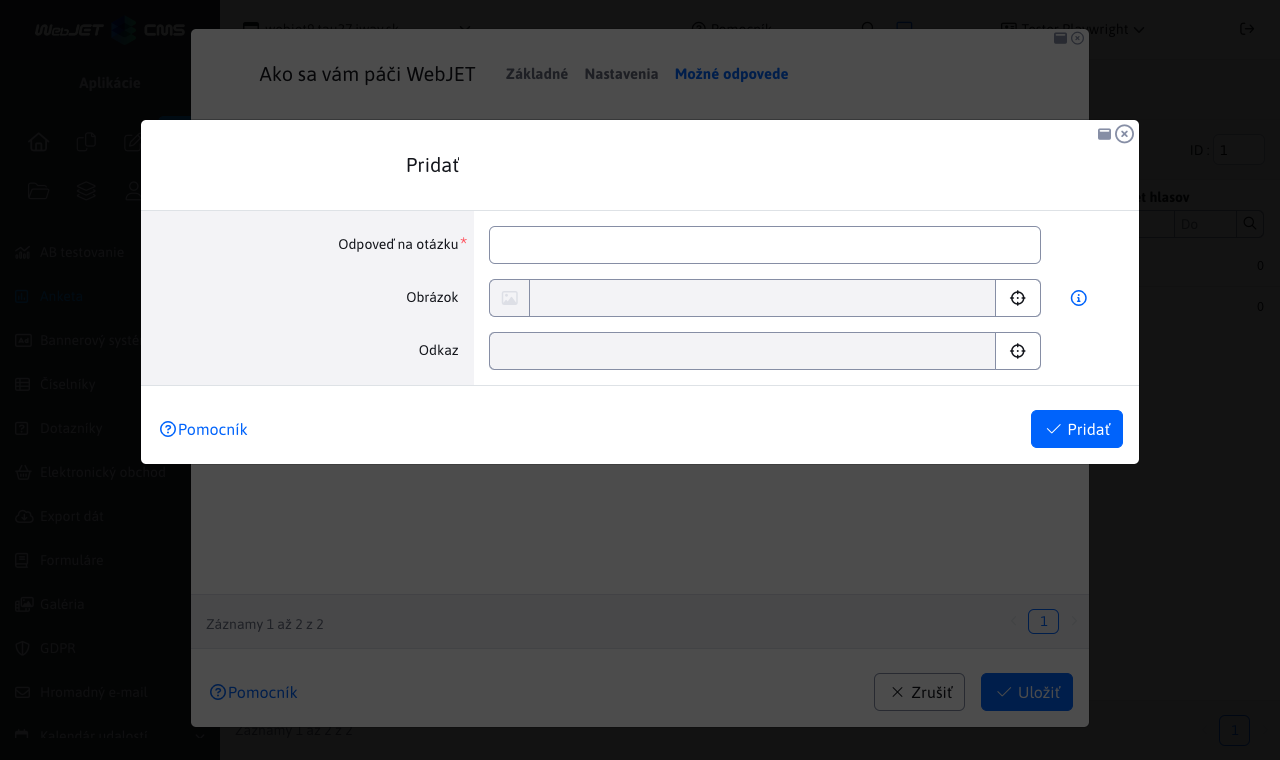 WebJET CMS
Pomocník
Tester Playwright
Aplikácie
Ako sa vám páči WebJET
Základné
Nastavenia
Možné odpovede
Pridať
ID
1
hlasov
Do
0
0
Odpoveď na otázku*
Obrázok
Odkaz
Pomocník
Pridať
AB testovanie
Anketa
Bannerový systé
Číselníky
Dotazníky
Elektronický obchod
Export dát
Formuláre
Galéria
GDPR
Hromadný e-mail
Kalendár udalostí
Záznamy 1 až 2 z 2
1
Pomocník
Zrušiť
Uložiť
Záznamy 1 až 2 z 2
1